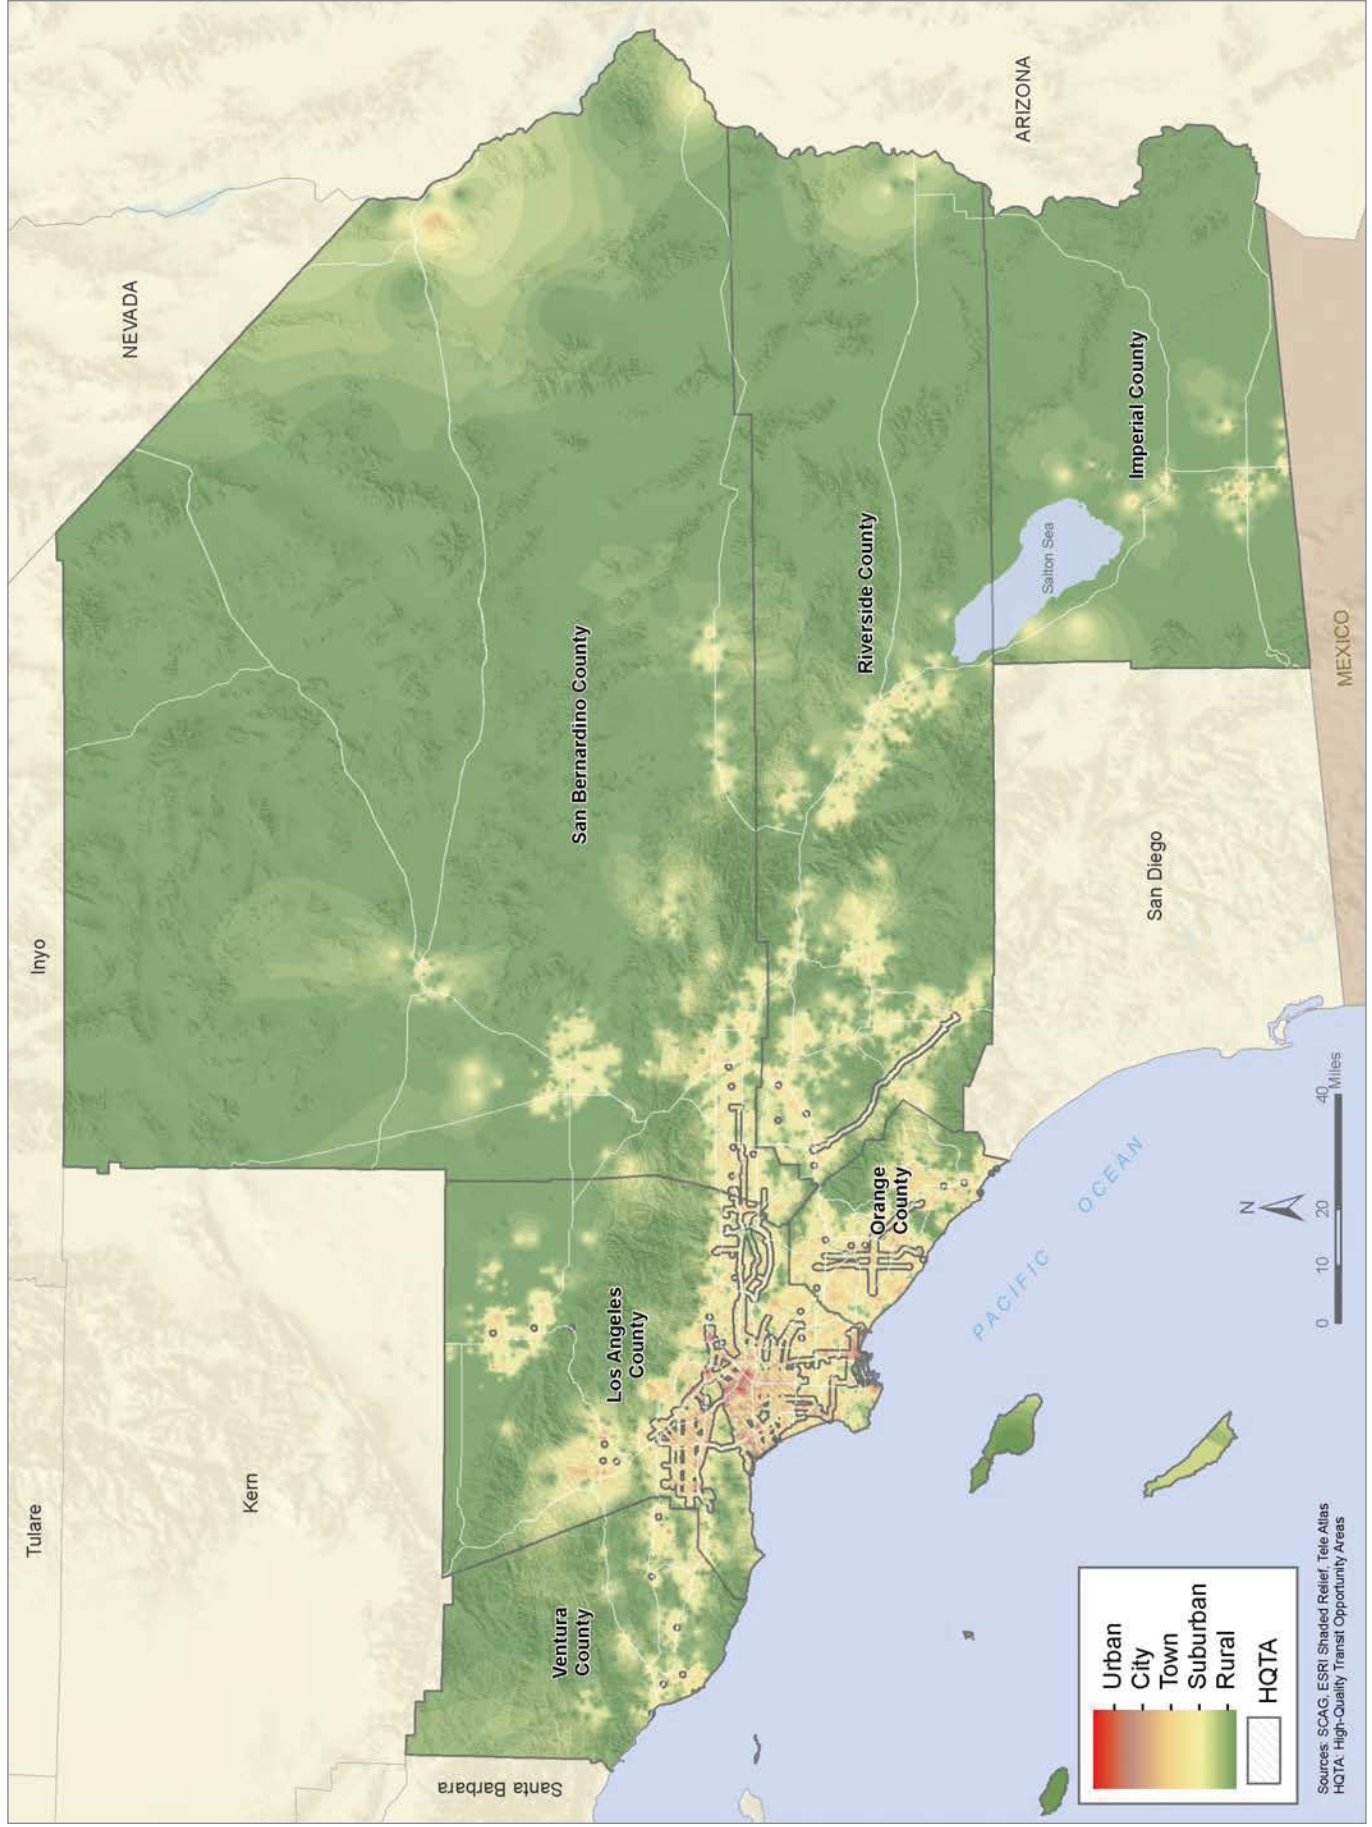 Tulare
Inyo
NEVADA
Kern
ARIZONA
Santa Barbara
Ventura
County
Los Angeles
County
San Bernardino County
Riverside County
Orange
County
Imperial County
Salton Sea
San Diego
MEXICO
PACIFIC OCEAN
N
0 10 20 40
Miles
Urban
City
Town
Suburban
Rural
HQTA
Sources: SCAG, ESRI Shaded Relief, Tele Atlas
HQTA: High-Quality Transit Opportunity Areas